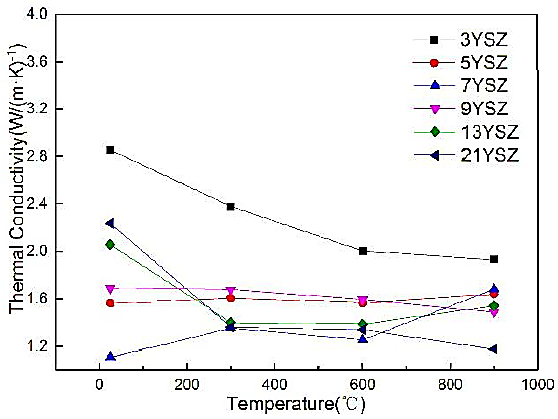 4.0
3.6
3.2
2.8
2.4
2.0
1.6
1.2
Thermal Conductivity(W/(m·K)⁻¹)
3YSZ
5YSZ
7YSZ
9YSZ
13YSZ
21YSZ
0 200 400 600 800 1000
Temperature(℃)